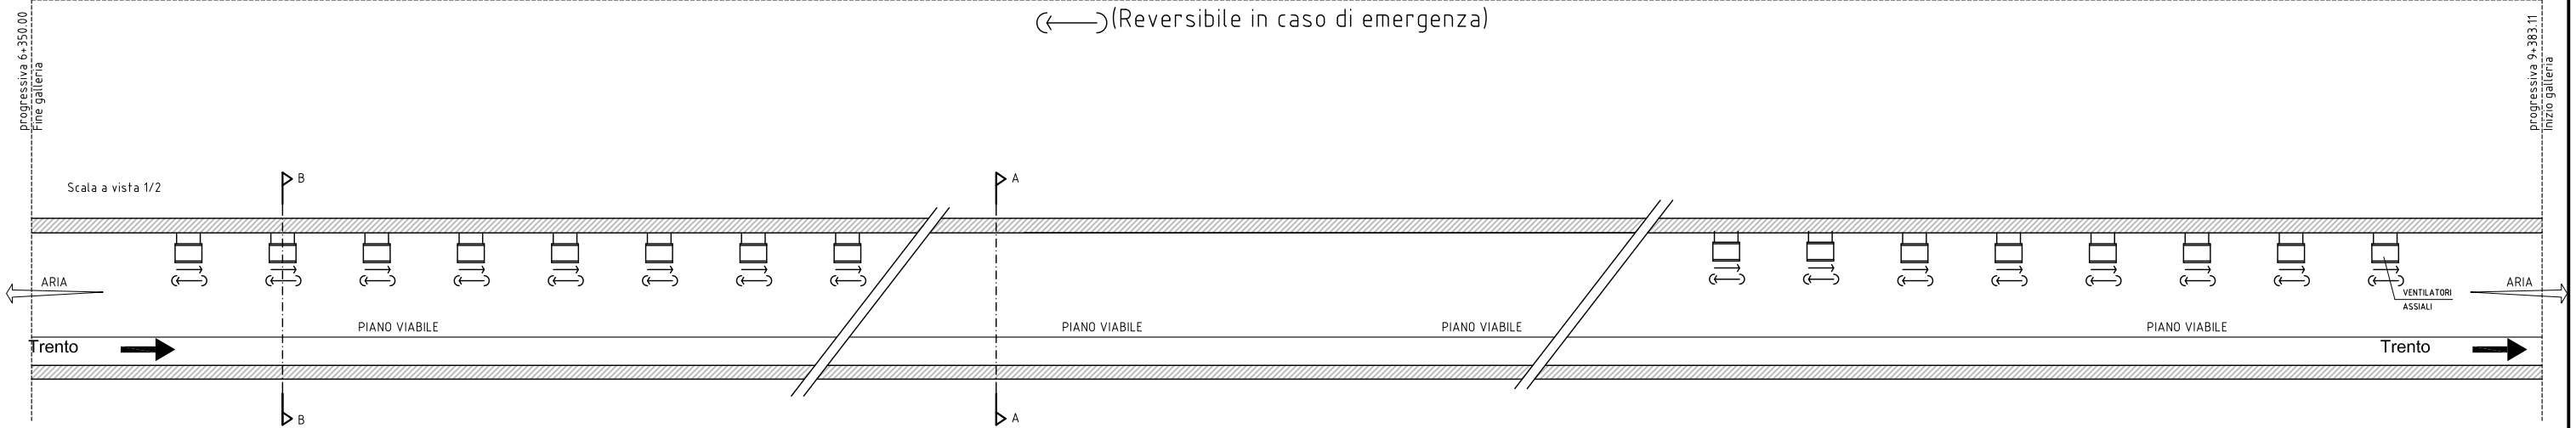 (Reversibile in caso di emergenza)
progressiva 6+350.00
Fine galleria
progressiva 9+383.11
Inizio galleria
Scala a vista 1/2
B
A
ARIA
ARIA
VENTILATORI
ASSIALI
PIANO VIABILE
PIANO VIABILE
PIANO VIABILE
PIANO VIABILE
Trento
Trento
B
A